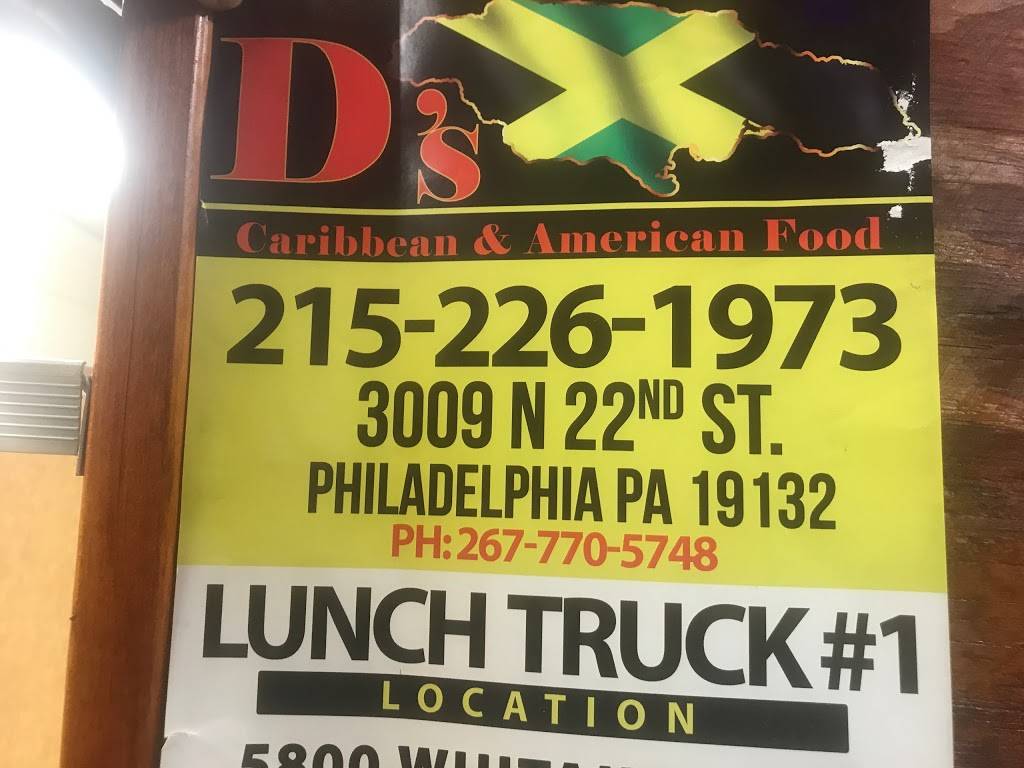 D's
Caribbean & American Food
215-226-1973
3009 N 22ND ST.
PHILADELPHIA PA 19132
PH: 267-770-5748
LUNCH TRUCK #1
LOCATION
5800